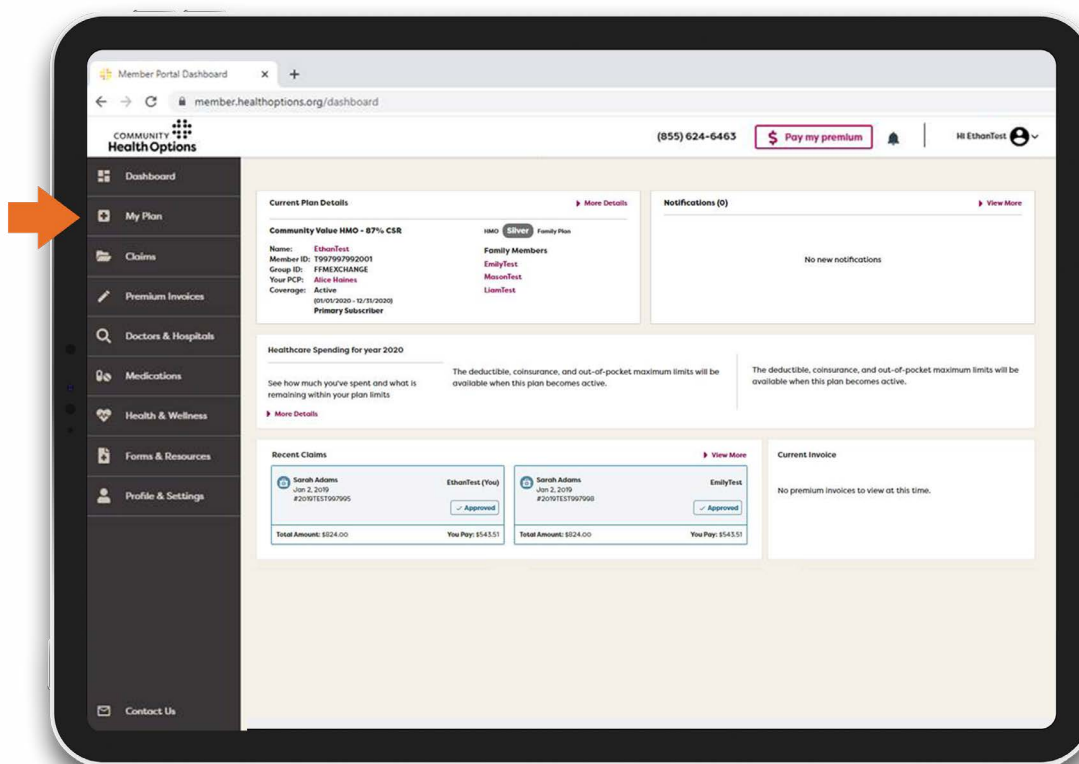 Member Portal Dashboard
member.healthoptions.org/dashboard
COMMUNITY
Health Options
(855) 624-6463
$ Pay my premium
Hi EthanTest
Dashboard
My Plan
Claims
Premium Invoices
Doctors & Hospitals
Medications
Health & Wellness
Forms & Resources
Profile & Settings
Contact Us
Current Plan Details
More Details
Community Value HMO - 87% CSR
HMO Silver Family Plan
Name: EthanTest
Member ID: T997997992001
Group ID: FFMEXCHANGE
Your PCP: Alice Haines
Coverage: Active
(01/01/2020 - 12/31/2020)
Primary Subscriber
Family Members
EmilyTest
MasonTest
LiamTest
Notifications (0)
View More
No new notifications
Healthcare Spending for year 2020
See how much you've spent and what is
remaining within your plan limits
More Details
The deductible, coinsurance, and out-of-pocket maximum limits will be
available when this plan becomes active.
The deductible, coinsurance, and out-of-pocket maximum limits will be
available when this plan becomes active.
Recent Claims
View More
Sarah Adams
Jan 2, 2019
#2019TEST997995
EthanTest (You)
Approved
Total Amount: $824.00
You Pay: $543.51
Sarah Adams
Jan 2, 2019
#2019TEST997998
EmilyTest
Approved
Total Amount: $824.00
You Pay: $543.51
Current Invoice
No premium invoices to view at this time.